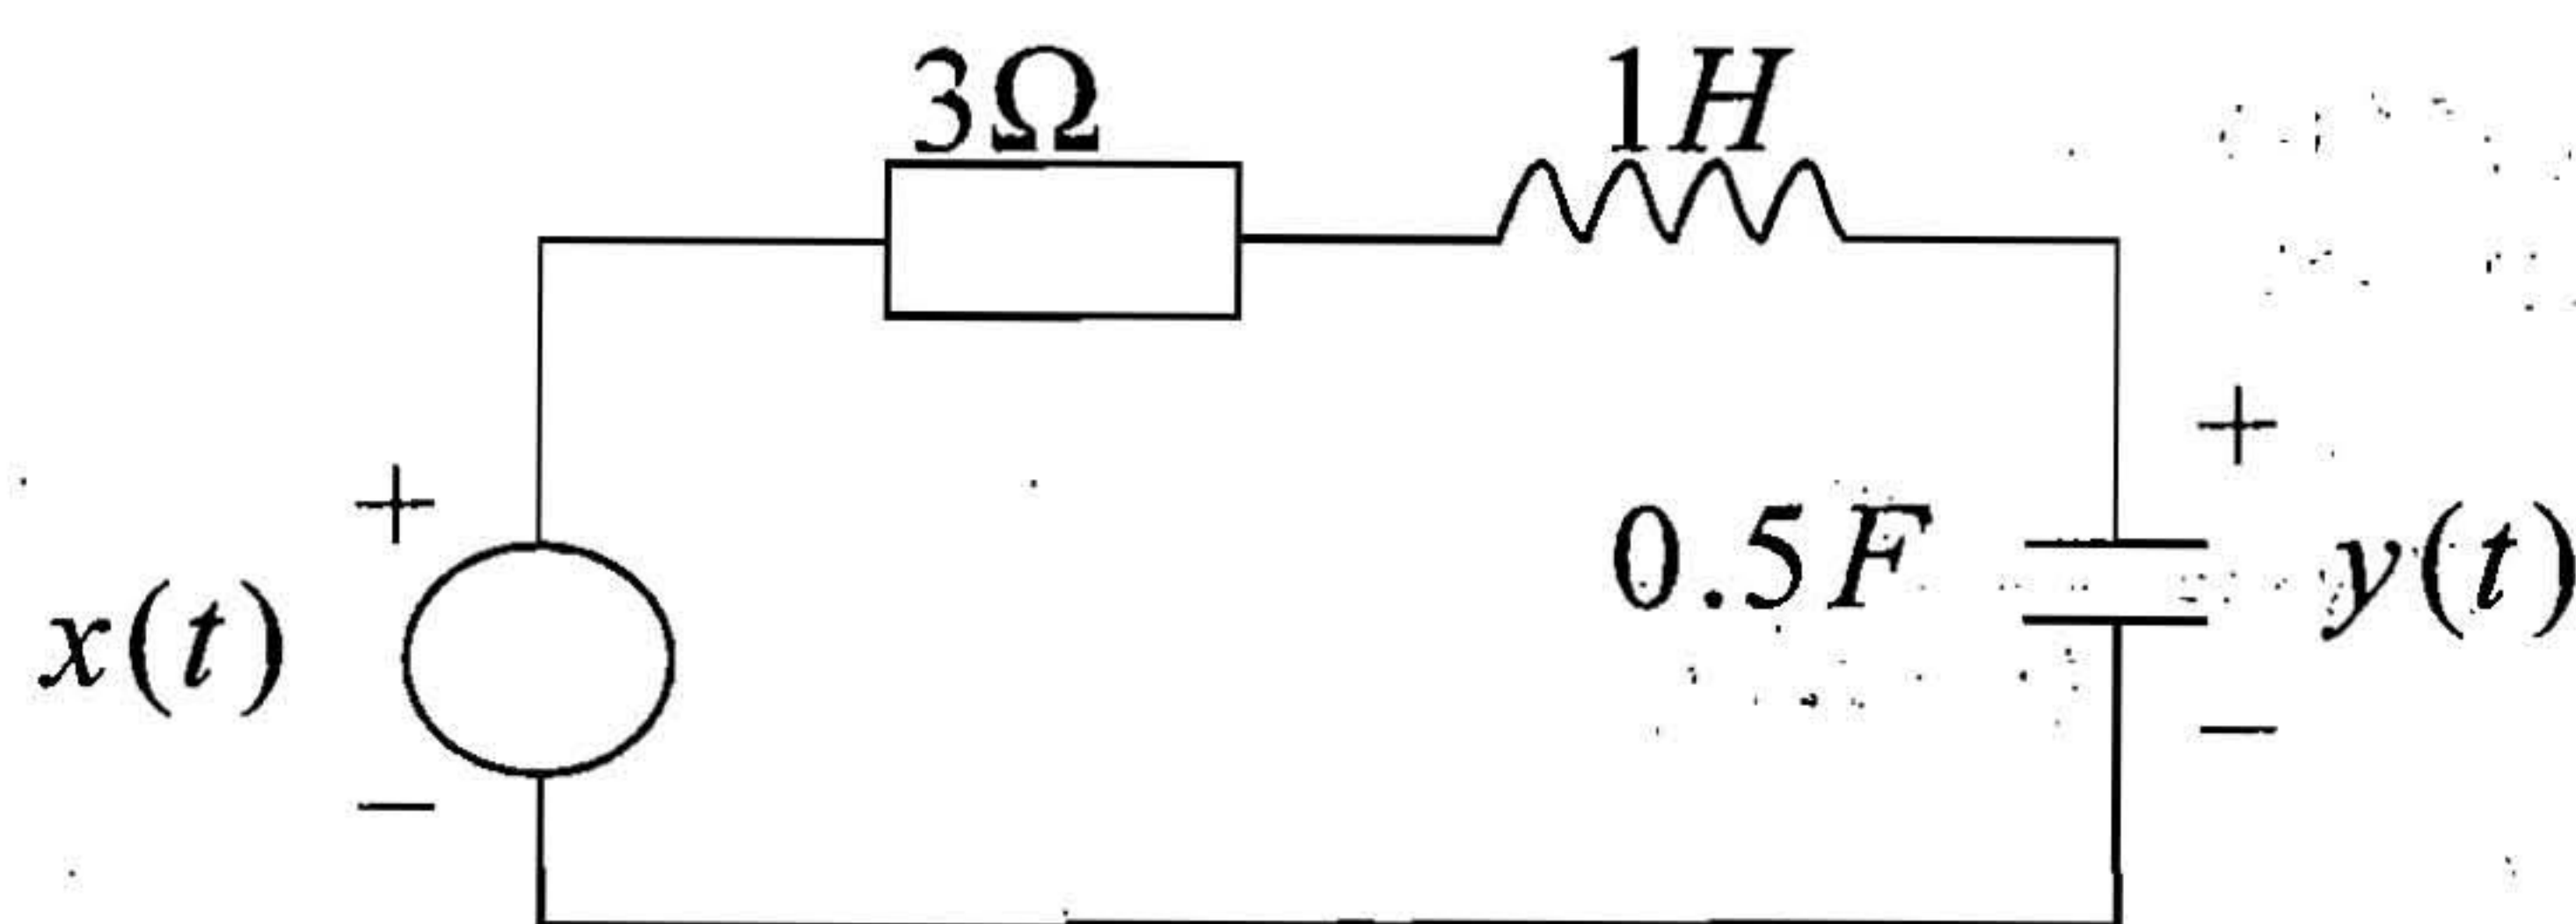 3Ω
1H
+
+
x(t)
0.5F
y(t)
−
−